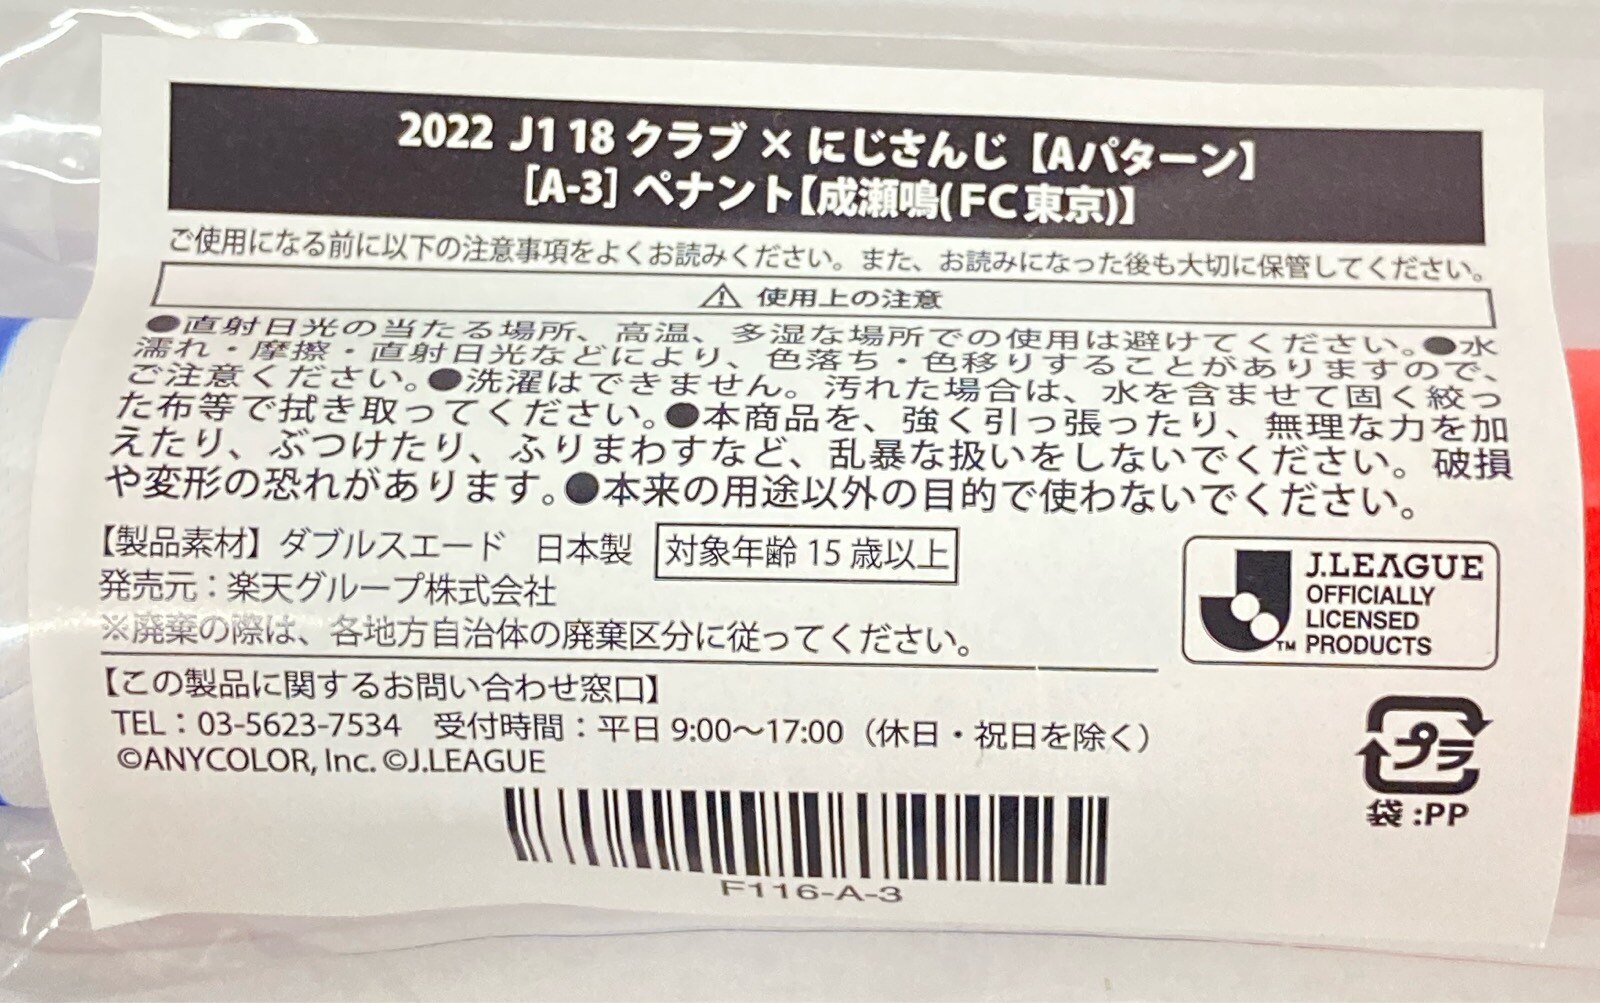 2022 J1 18 クラブ × にじさんじ【Aパターン】
[A-3] ペナント【成瀬鳴(FC東京)】
ご使用になる前に以下の注意事項をよくお読みください。また、お読みになった後も大切に保管してください。
⚠ 使用上の注意
●直射日光の当たる場所、高温、多湿な場所での使用は避けてください。●水
濡れ・摩擦・直射日光などにより、色落ち・色移りすることがありますので、
ご注意ください。●洗濯はできません。汚れた場合は、水を含ませて固く絞っ
た布等で拭き取ってください。●本商品を、強く引っ張ったり、無理な力を加
えたり、ぶつけたり、ふりまわすなど、乱暴な扱いをしないでください。破損
や変形の恐れがあります。●本来の用途以外の目的で使わないでください。
【製品素材】ダブルスエード 日本製 対象年齢 15 歳以上
発売元：楽天グループ株式会社
※廃棄の際は、各地方自治体の廃棄区分に従ってください。
【この製品に関するお問い合わせ窓口】
TEL：03-5623-7534 受付時間：平日 9:00～17:00（休日・祝日を除く）
©ANYCOLOR, Inc. ©J.LEAGUE
F116-A-3
J.LEAGUE
OFFICIALLY
LICENSED
TM PRODUCTS
プラ
袋:PP